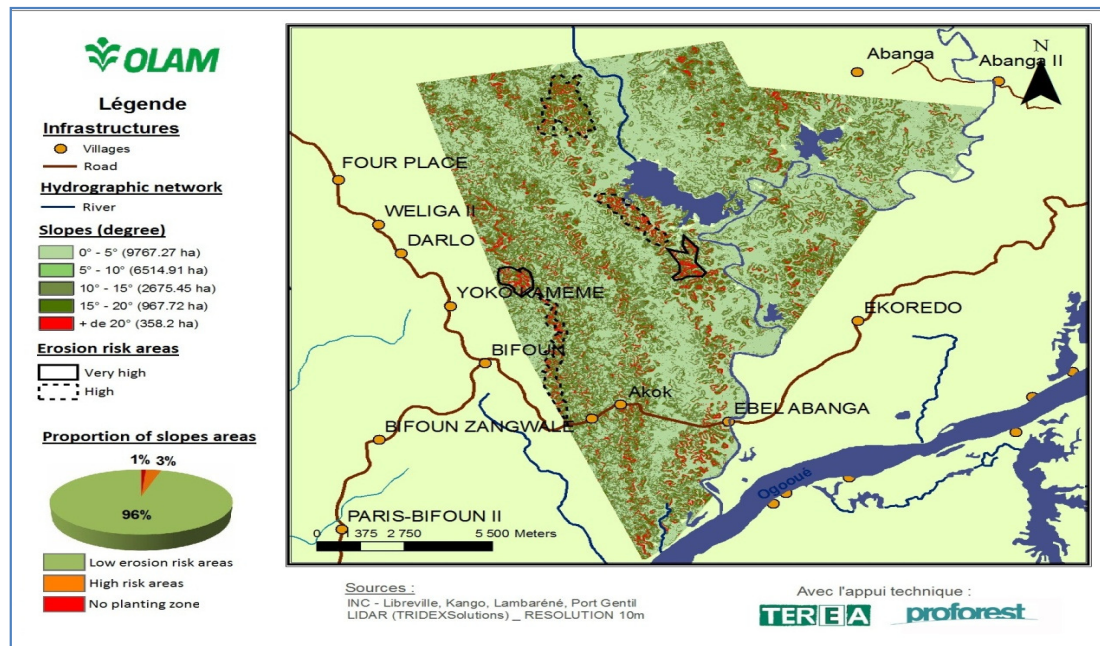 OLAM
Légende
Infrastructures
Villages
Road
Hydrographic network
River
Slopes (degree)
0° - 5° (9767.27 ha)
5° - 10° (6514.91 ha)
10° - 15° (2675.45 ha)
15° - 20° (967.72 ha)
+ de 20° (358.2 ha)
Erosion risk areas
Very high
High
Proportion of slopes areas
1% 3%
96%
Low erosion risk areas
High risk areas
No planting zone
Abanga
Abanga II
N
FOUR PLACE
WELIGA II
DARLO
YOKO KAMEME
EKOREDO
BIFOUN
Akok
BIFOUN ZANGWALE
EBEL ABANGA
Ogooué
PARIS-BIFOUN II
0 1 375 2 750 5 500 Meters
Sources :
INC - Libreville, Kango, Lambaréné, Port Gentil
LIDAR (TRIDEXSolutions) _ RESOLUTION 10m
Avec l'appui technique :
TEREA
proforest